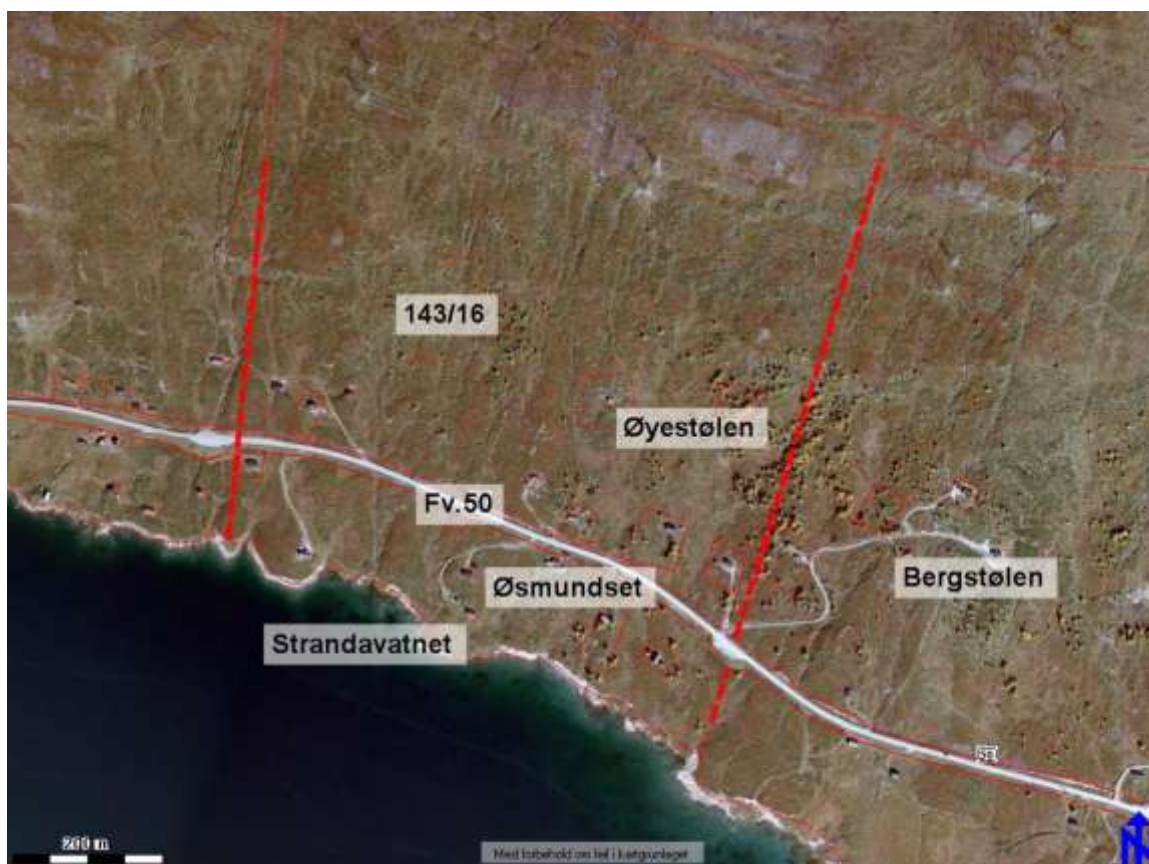 143/16
Øyestølen
Fv.50
Øsmundset
Bergstølen
Strandavatnet
200 m
Med forbehold om feil i kartgrunnlaget
N